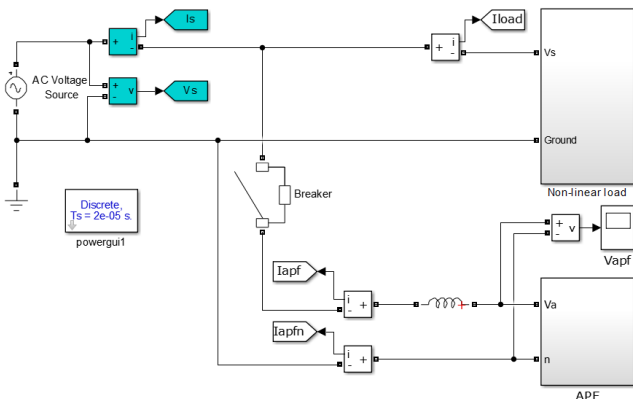 Is
Iload
+ i
-
+ i
-
Vs
AC Voltage
Source
+
- v
Vs
Ground
Non-linear load
Discrete,
Ts = 2e-05 s.
powergui1
Breaker
+
- v
Vapf
Iapf
i
- +
Va
Iapfn
i
- +
n
APF